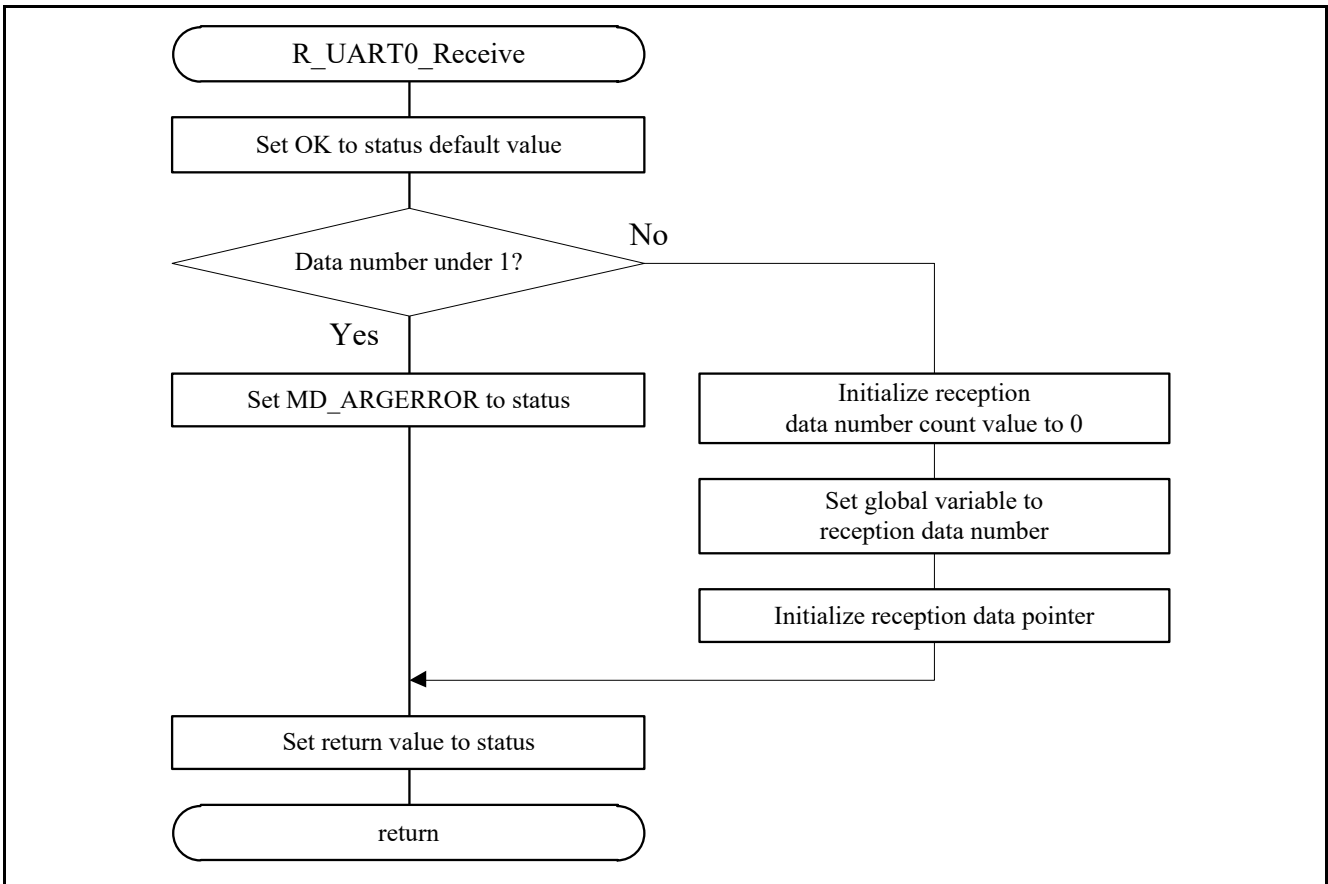 R_UART0_Receive
Set OK to status default value
Data number under 1?
No
Yes
Set MD_ARGERROR to status
Initialize reception
data number count value to 0
Set global variable to
reception data number
Initialize reception data pointer
Set return value to status
return